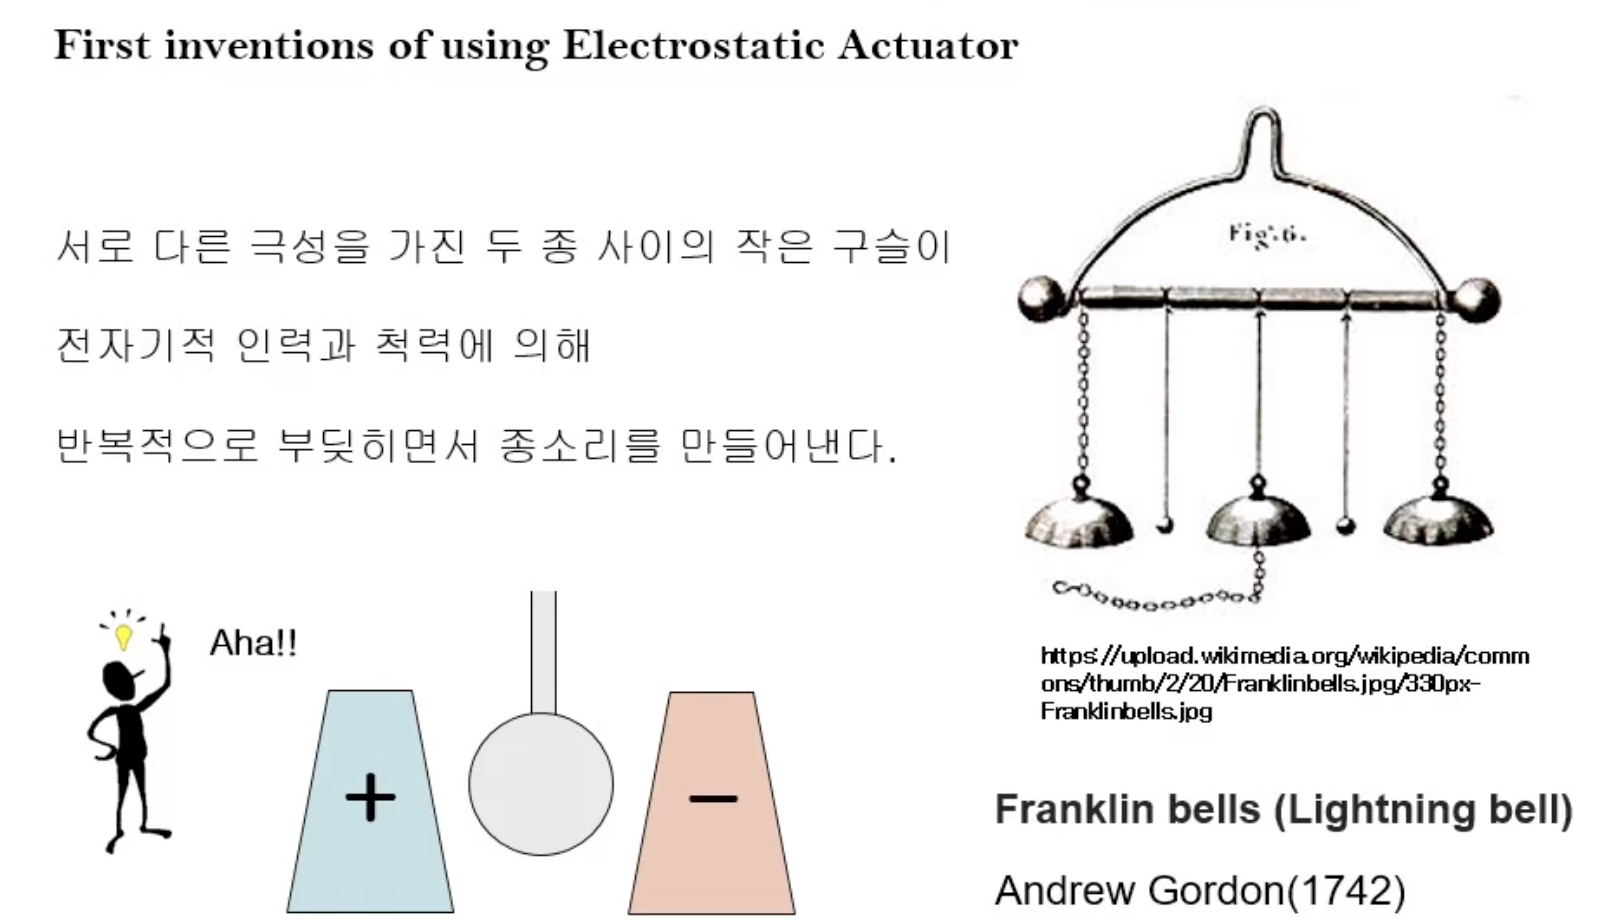 First inventions of using Electrostatic Actuator
서로 다른 극성을 가진 두 종 사이의 작은 구슬이
전자기적 인력과 척력에 의해
반복적으로 부딪히면서 종소리를 만들어낸다.
Fig. 6.
Aha!!
+
−
https://upload.wikimedia.org/wikipedia/comm
ons/thumb/2/20/Franklinbells.jpg/330px-
Franklinbells.jpg
Franklin bells (Lightning bell)
Andrew Gordon(1742)